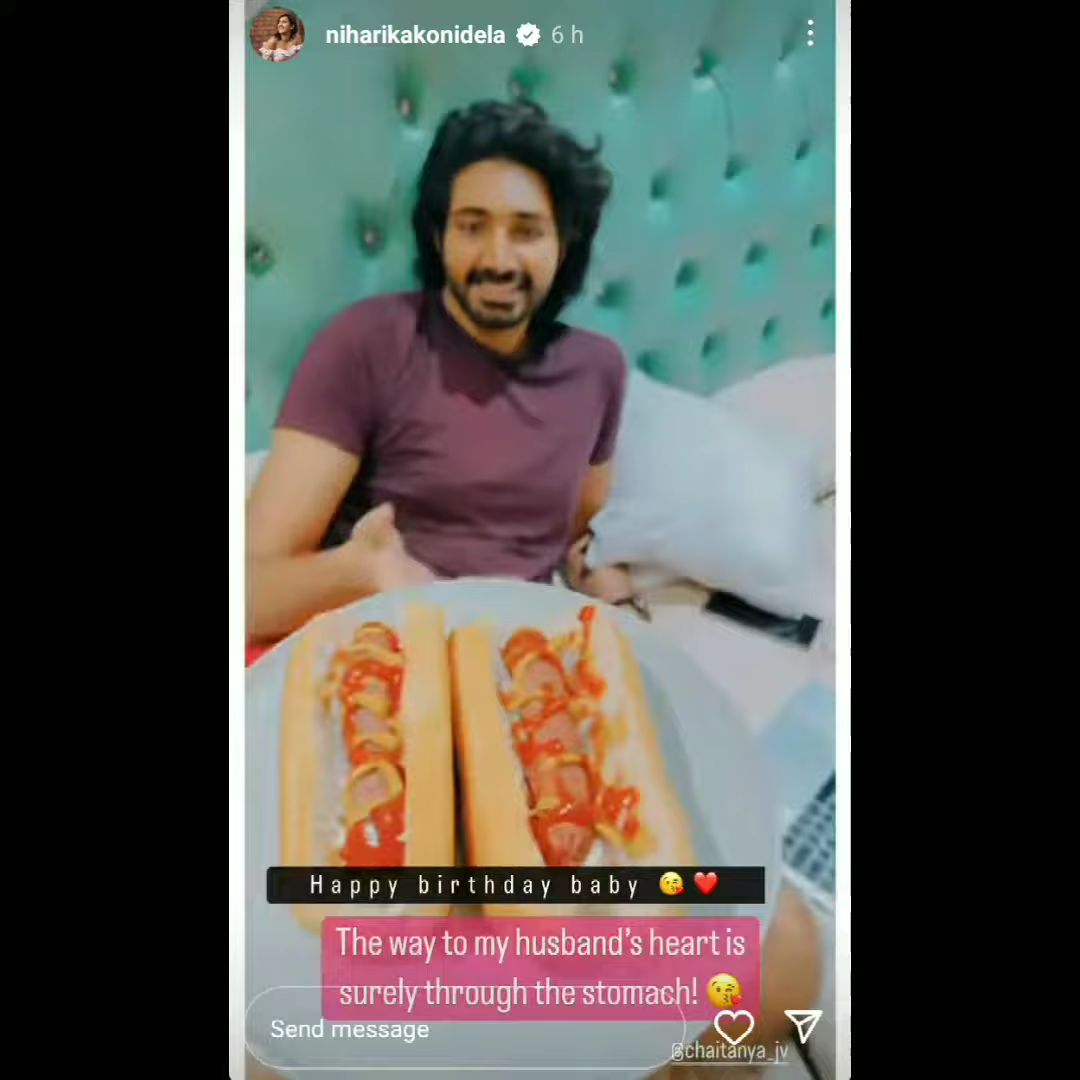 niharikakonidela 6 h
Happy birthday baby 😘 ❤️
The way to my husband's heart is
surely through the stomach! 😘
Send message
@chaitanya_jv